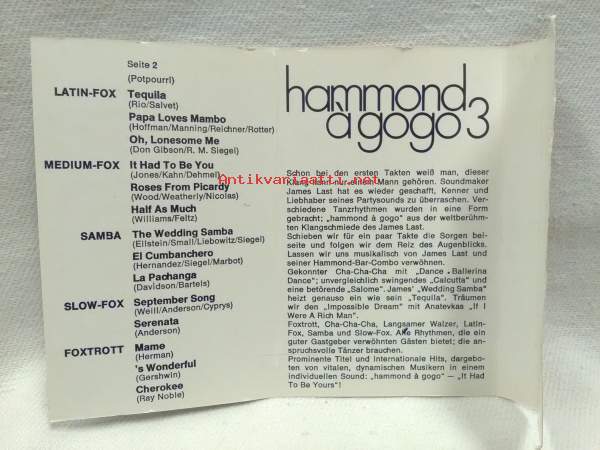 Seite 2
(Potpourri)
LATIN-FOX Tequila
(Rio/Salvet)
Papa Loves Mambo
(Hoffman/Manning/Reichner/Rotter)
Oh, Lonesome Me
(Don Gibson/R. M. Siegel)
MEDIUM-FOX It Had To Be You
(Jones/Kahn/Dehmel)
Roses From Picardy
(Wood/Weatherly/Nicolas)
Half As Much
(Williams/Feltz)
SAMBA The Wedding Samba
(Ellstein/Small/Liebowitz/Siegel)
El Cumbanchero
(Hernandez/Siegel/Marbot)
La Pachanga
(Davidson/Bartels)
SLOW-FOX September Song
(Weill/Anderson/Cyprys)
Serenata
(Anderson)
FOXTROTT Mame
(Herman)
's Wonderful
(Gershwin)
Cherokee
(Ray Noble)
hammond
à gogo 3
Schon bei den ersten Takten weiß man, dieser
Klang kann nur einem Mann gehören. Soundmaker
James Last hat es wieder geschafft, Kenner und
Liebhaber seines Partysounds zu überraschen. Ver-
schiedene Tanzrhythmen wurden in eine Form
gebracht; „hammond à gogo" aus der weltberühm-
ten Klangschmiede des James Last.
Schieben wir für ein paar Takte die Sorgen bei-
seite und folgen wir dem Reiz des Augenblicks.
Lassen wir uns musikalisch von James Last und
seiner Hammond-Bar-Combo verwöhnen.
Gekonnter Cha-Cha-Cha mit „Dance Ballerina
Dance"; unvergleichlich swingendes „Calcutta" und
eine betörende „Salome". James' „Wedding Samba"
heizt genauso ein wie sein „Tequila". Träumen
wir den „Impossible Dream" mit Anatevkas „If I
Were A Rich Man".
Foxtrott, Cha-Cha-Cha, Langsamer Walzer, Latin-
Fox, Samba und Slow-Fox. Alle Rhythmen, die ein
guter Gastgeber verwöhnten Gästen bietet; die an-
spruchsvolle Tänzer brauchen.
Prominente Titel und Internationale Hits, dargebo-
ten von vitalen, dynamischen Musikern in einem
individuellen Sound: „hammond à gogo" — „It Had
To Be Yours"!
Antikvariaatti.net